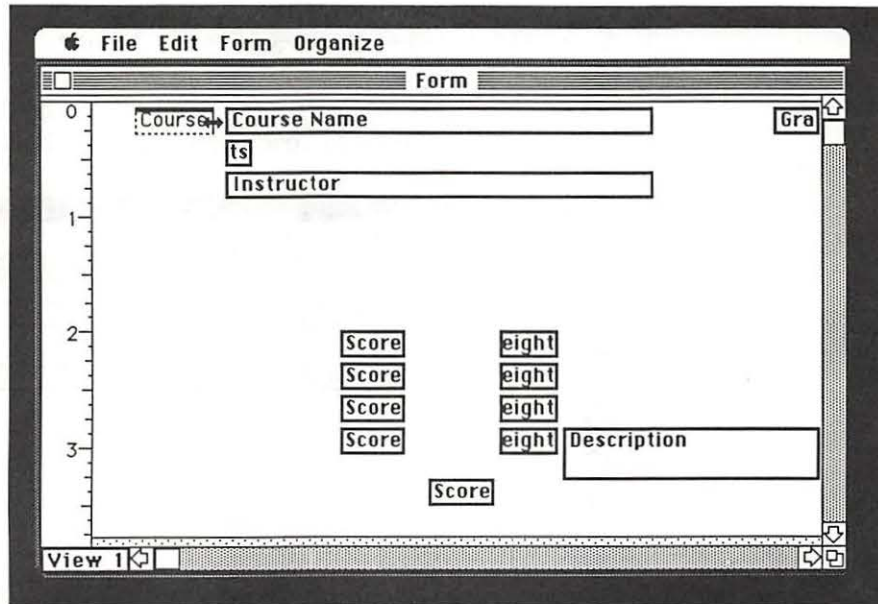 File Edit Form Organize
Form
0 Course Course Name Gra
ts
Instructor
1
2 Score eight
Score eight
Score eight
3 Score eight Description
Score
View 1